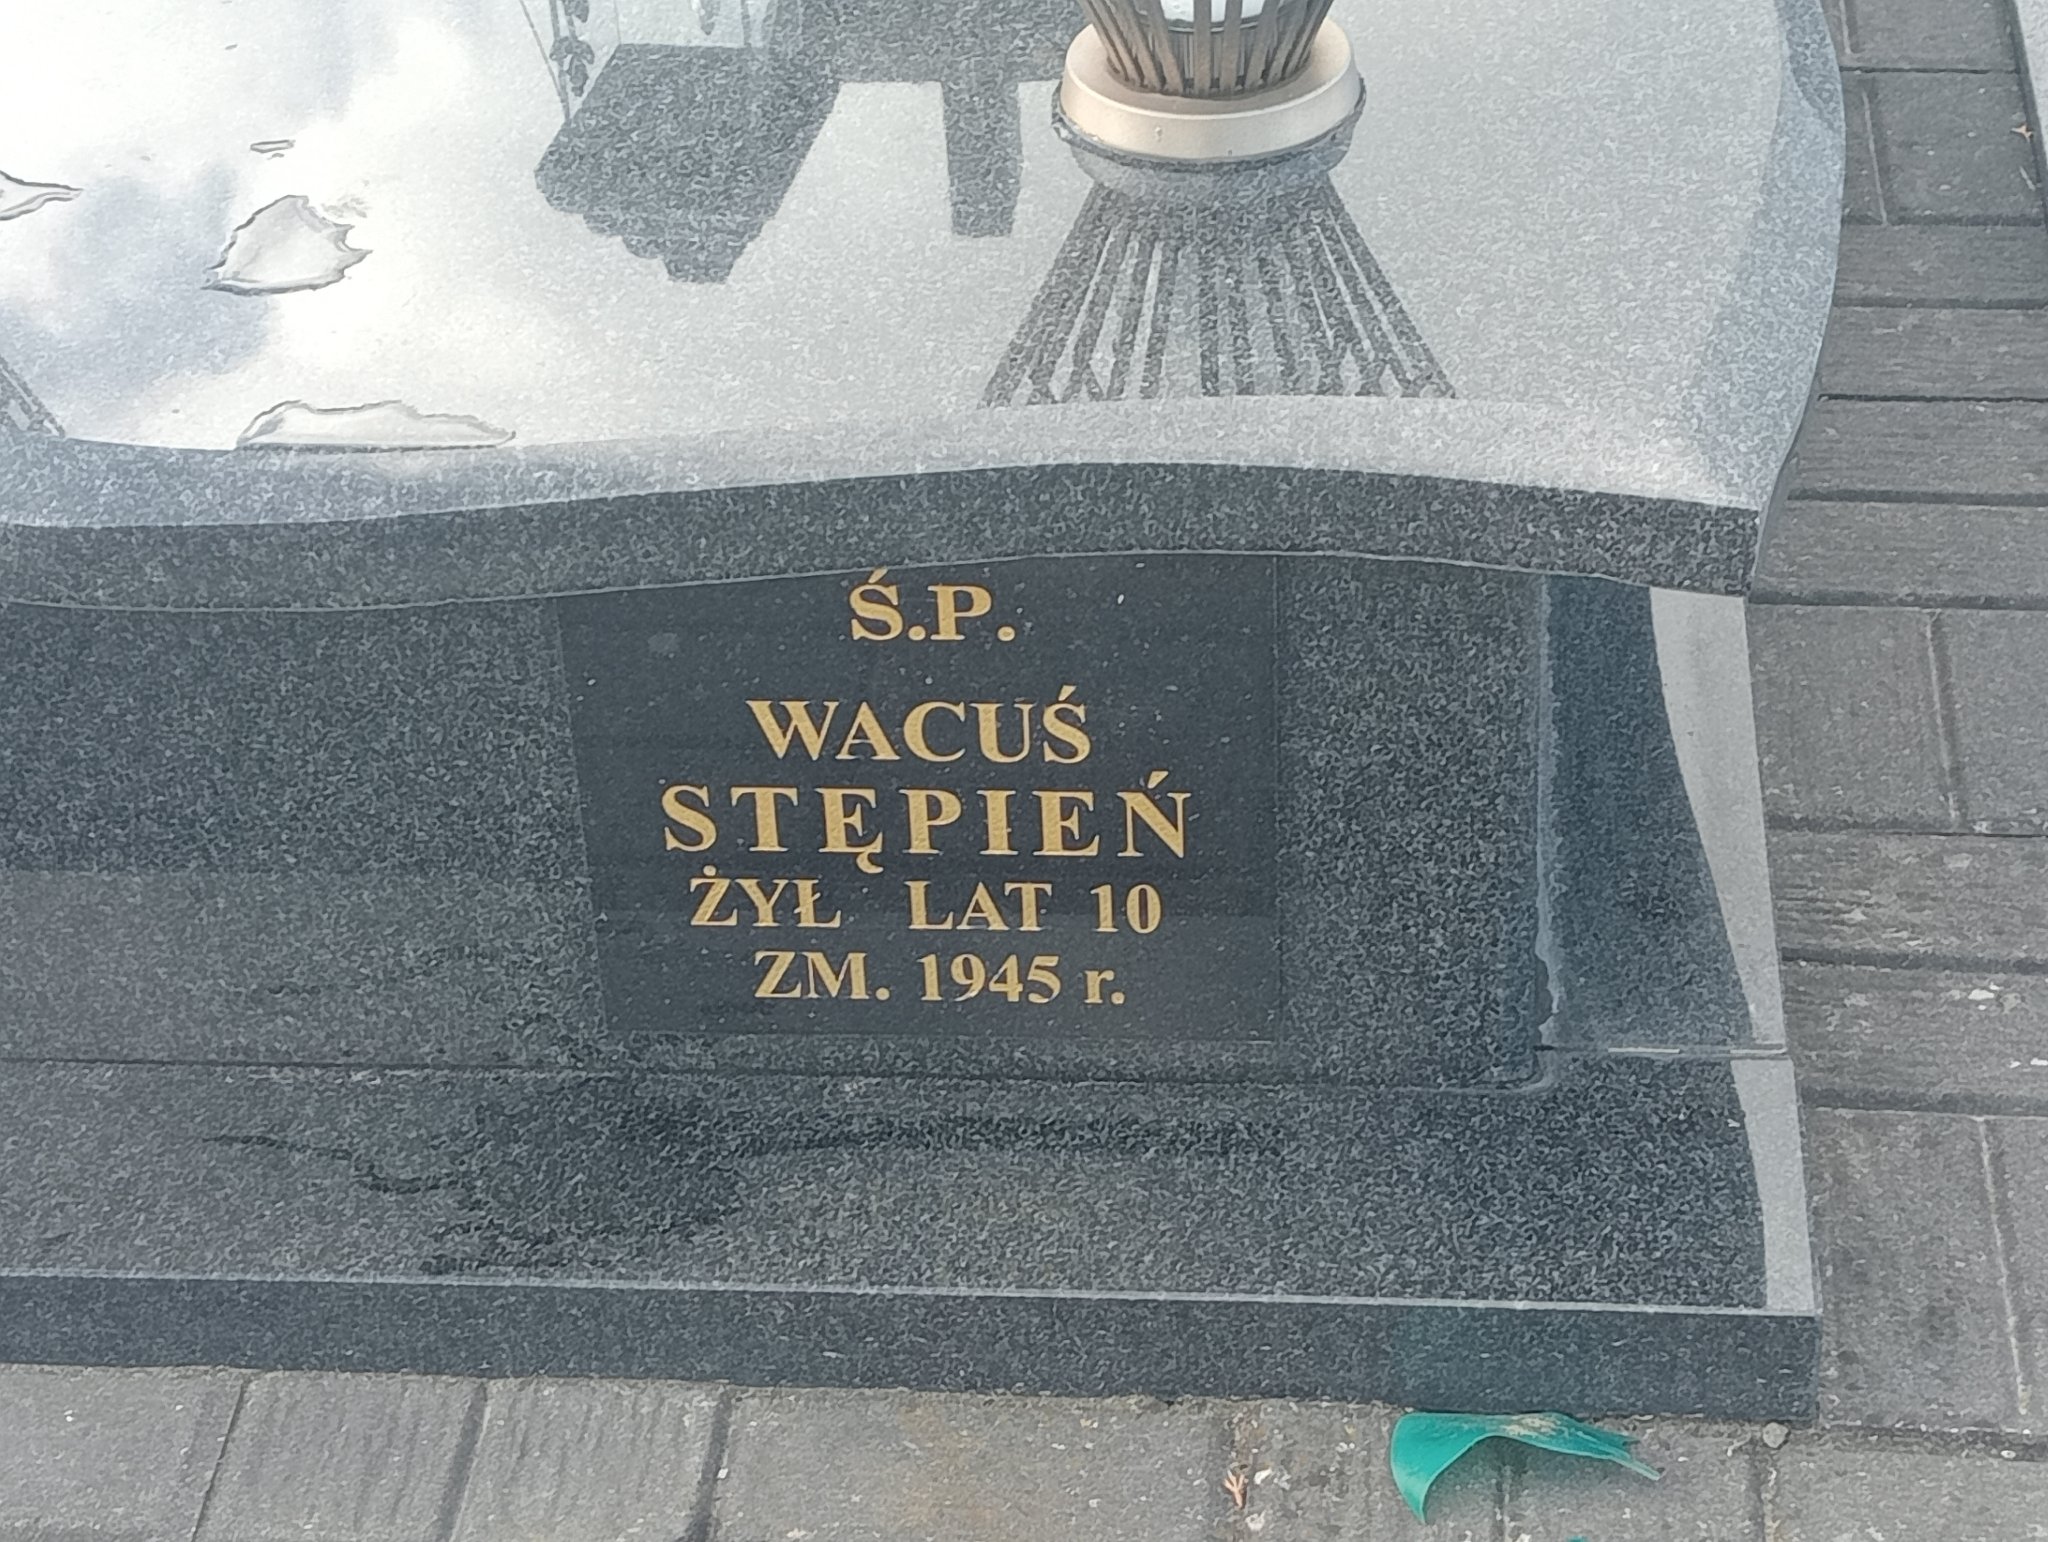 Ś.P.
WACUŚ
STĘPIEŃ
ŻYŁ LAT 10
ZM. 1945 r.